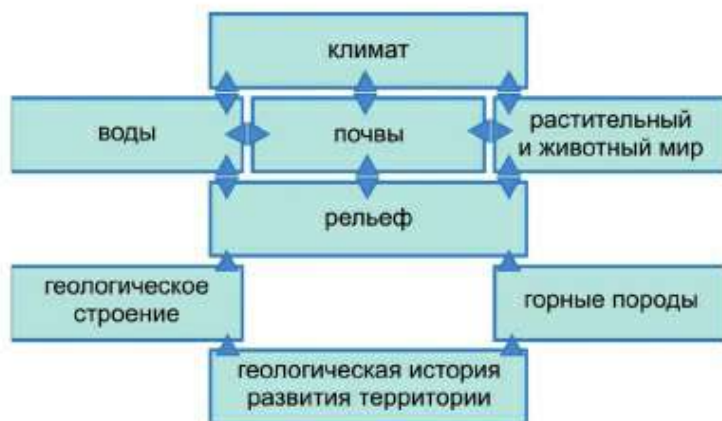 климат
воды
почвы
растительный
и животный мир
рельеф
геологическое
строение
горные породы
геологическая история
развития территории